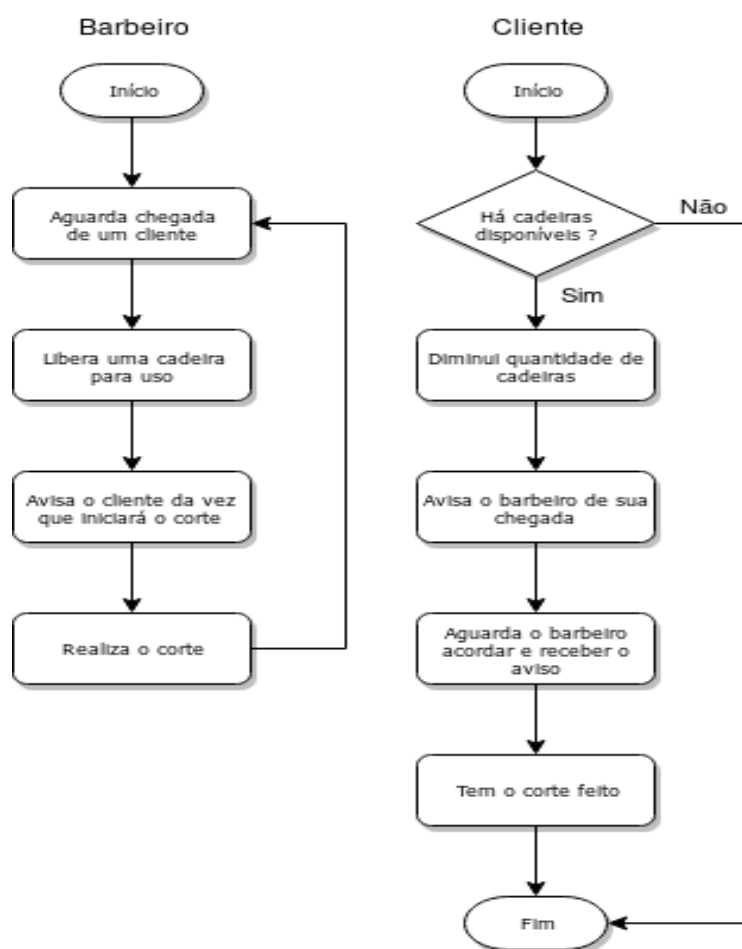 Barbeiro
Início
Aguarda chegada
de um cliente
Libera uma cadeira
para uso
Avisa o cliente da vez
que iniciará o corte
Realiza o corte
Cliente
Início
Há cadeiras
disponíveis ?
Não
Sim
Diminui quantidade de
cadeiras
Avisa o barbeiro de sua
chegada
Aguarda o barbeiro
acordar e receber o
aviso
Tem o corte feito
Fim